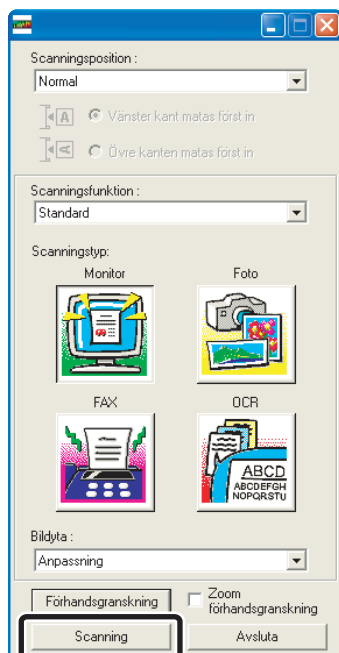 Scanningsposition :
Normal
A
Vänster kant matas först in
A
Övre kanten matas först in
Scanningsfunktion :
Standard
Scanningstyp:
Monitor
Foto
FAX
OCR
ABCD
ABCDEFGH
NOPQRSTU
Bildyta :
Anpassning
Förhandsgranskning
Zoom
förhandsgranskning
Scanning
Avsluta